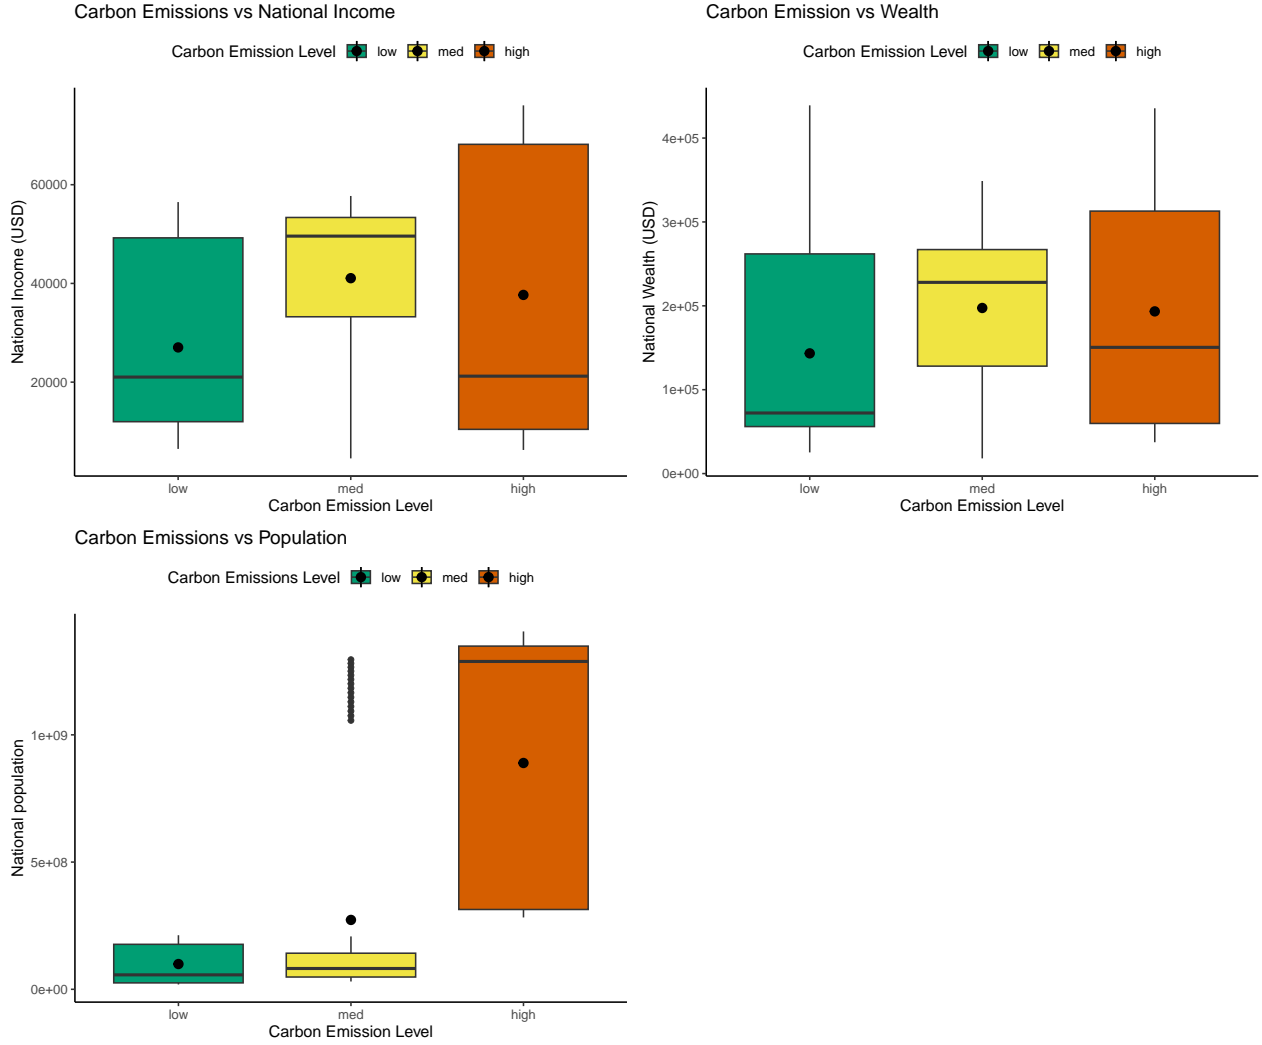 Carbon Emissions vs National Income
Carbon Emission Level low med high
National Income (USD)
60000
40000
20000
low med high
Carbon Emission Level
Carbon Emission vs Wealth
Carbon Emission Level low med high
National Wealth (USD)
4e+05
3e+05
2e+05
1e+05
0e+00
low med high
Carbon Emission Level
Carbon Emissions vs Population
Carbon Emissions Level low med high
National population
1e+09
5e+08
0e+00
low med high
Carbon Emission Level